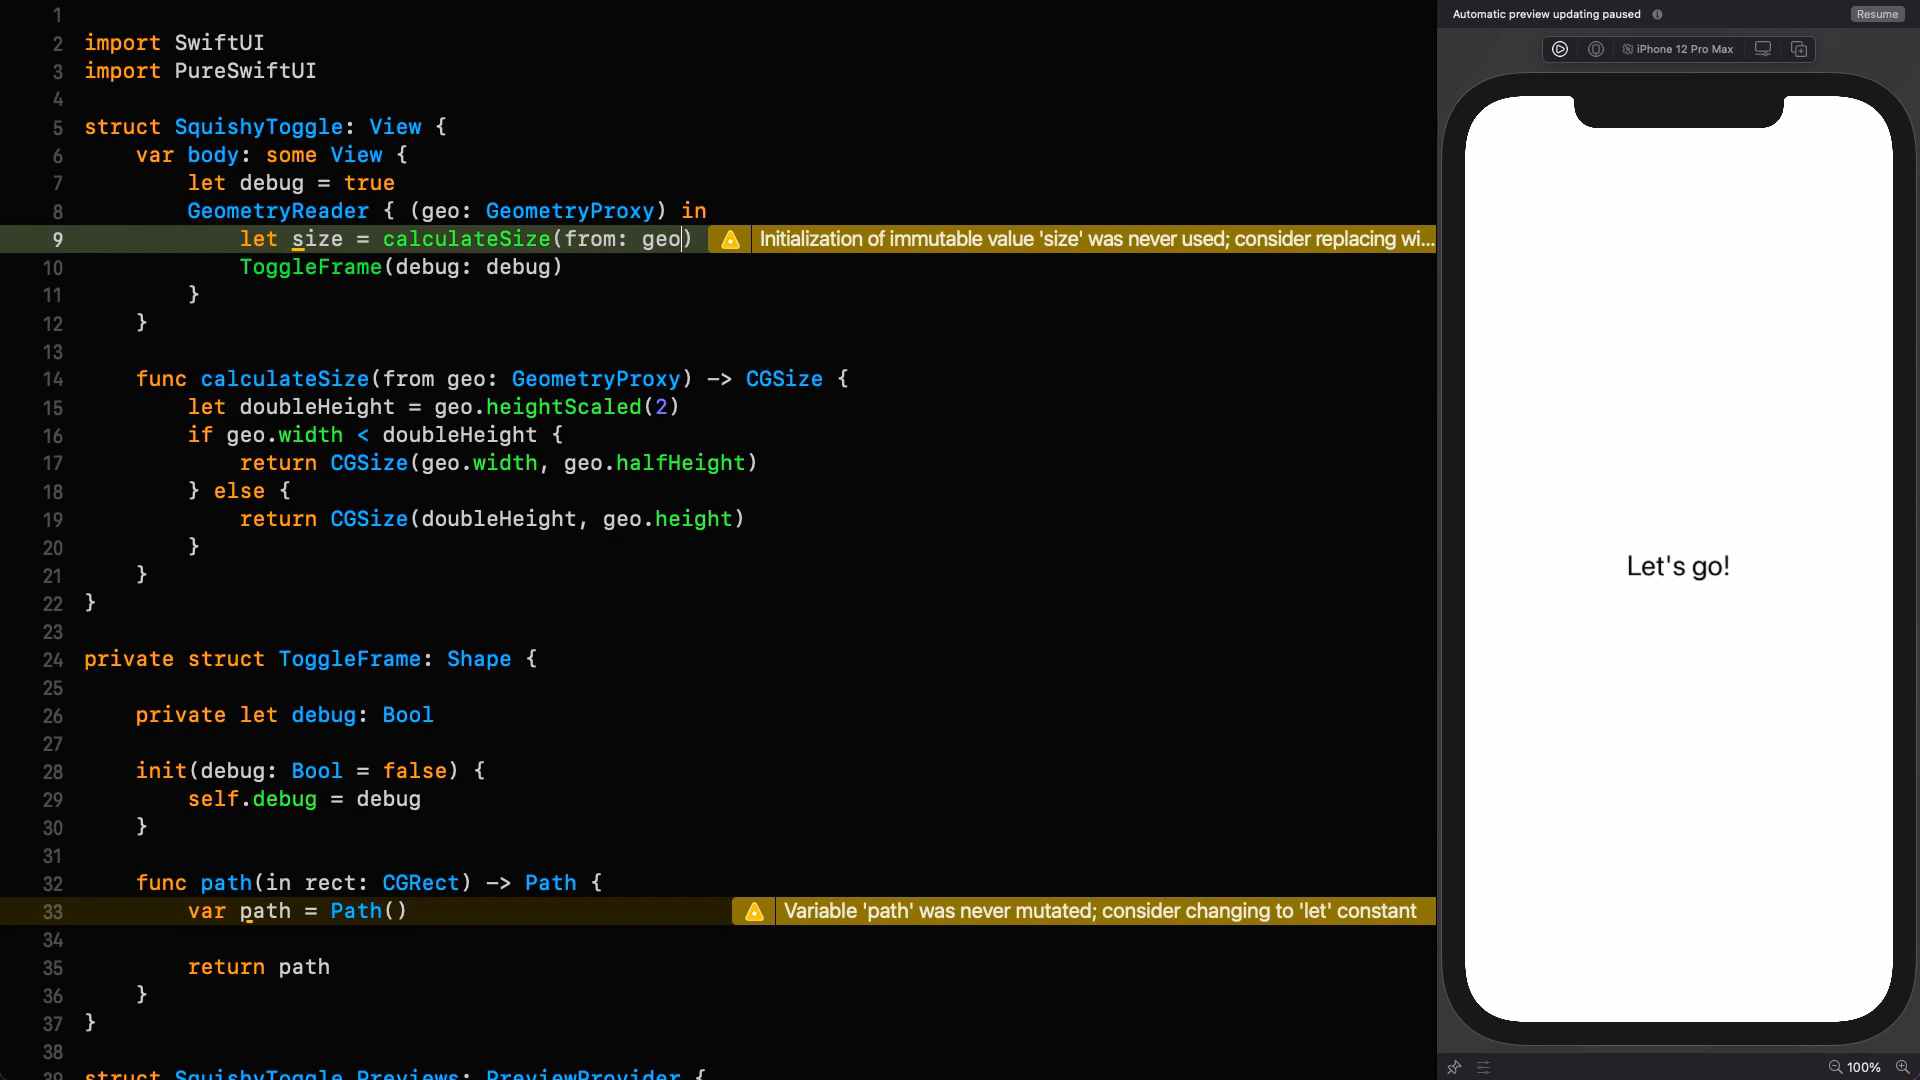 1
2 import SwiftUI
3 import PureSwiftUI
4
5 struct SquishyToggle: View {
6 var body: some View {
7 let debug = true
8 GeometryReader { (geo: GeometryProxy) in
9 let size = calculateSize(from: geo) Initialization of immutable value 'size' was never used; consider replacing wi...
10 ToggleFrame(debug: debug)
11 }
12 }
13
14 func calculateSize(from geo: GeometryProxy) -> CGSize {
15 let doubleHeight = geo.heightScaled(2)
16 if geo.width < doubleHeight {
17 return CGSize(geo.width, geo.halfHeight)
18 } else {
19 return CGSize(doubleHeight, geo.height)
20 }
21 }
22 }
23
24 private struct ToggleFrame: Shape {
25
26 private let debug: Bool
27
28 init(debug: Bool = false) {
29 self.debug = debug
30 }
31
32 func path(in rect: CGRect) -> Path {
33 var path = Path() Variable 'path' was never mutated; consider changing to 'let' constant
34
35 return path
36 }
37 }
38
39 struct SquishyToggle_Previews: PreviewProvider {
Automatic preview updating paused Resume
iPhone 12 Pro Max
Let's go!
100%